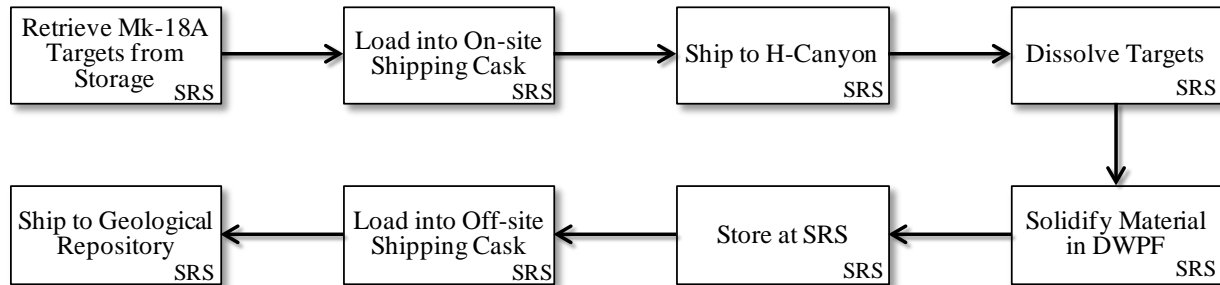 Retrieve Mk-18A
Targets from
Storage
SRS
Load into On-site
Shipping Cask
SRS
Ship to H-Canyon
SRS
Dissolve Targets
SRS
Solidify Material
in DWPF
SRS
Store at SRS
SRS
Load into Off-site
Shipping Cask
SRS
Ship to Geological
Repository
SRS